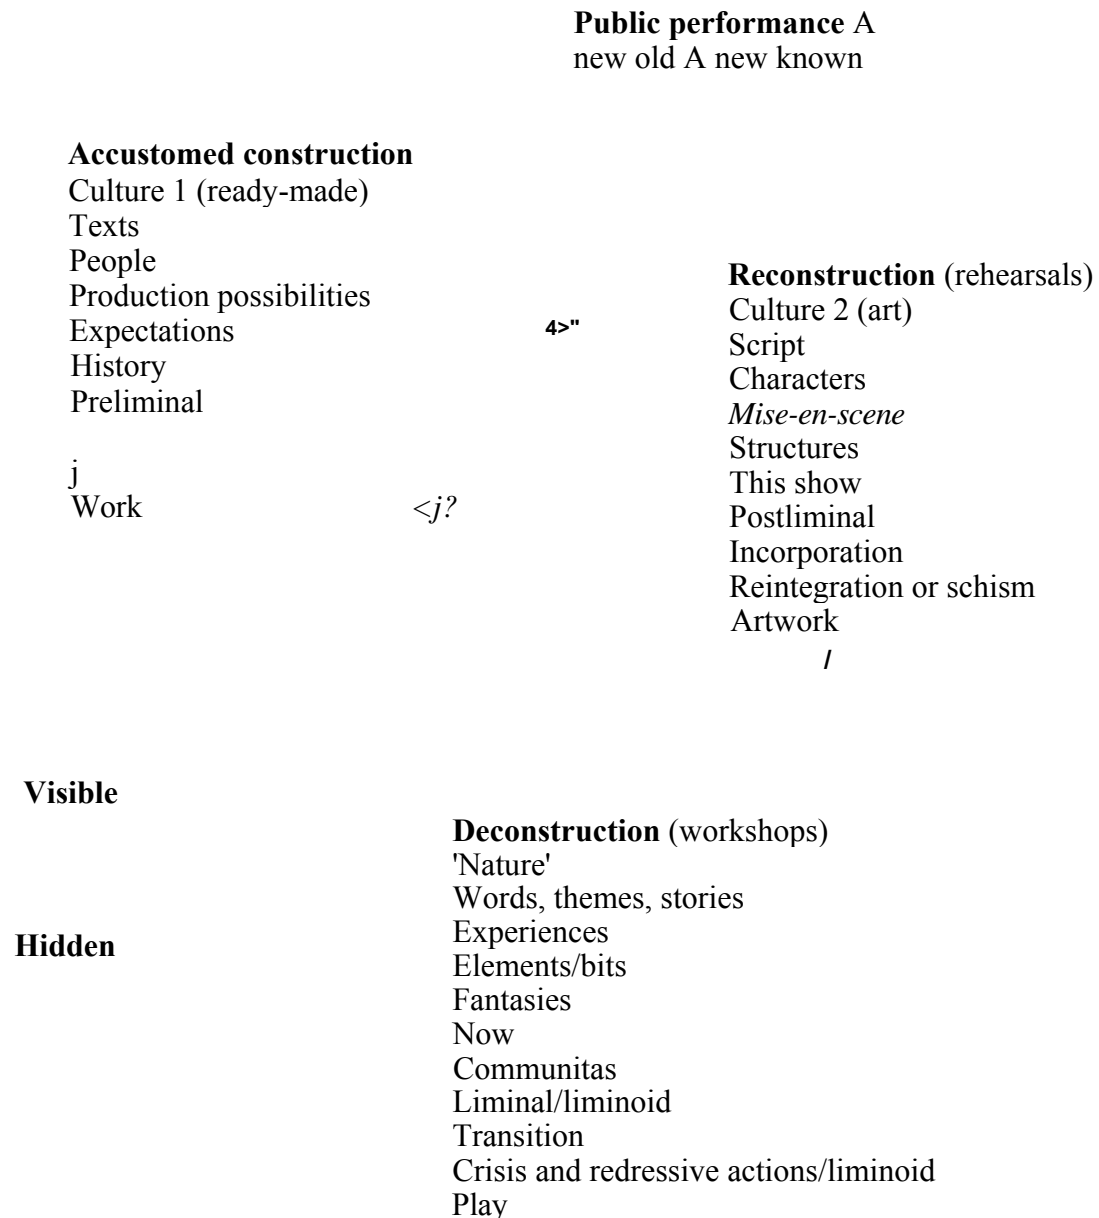 Public performance A
new old A new known
Accustomed construction
Culture 1 (ready-made)
Texts
People
Production possibilities
Expectations
History
Preliminal
j
Work
<j?
4>"
Reconstruction (rehearsals)
Culture 2 (art)
Script
Characters
Mise-en-scene
Structures
This show
Postliminal
Incorporation
Reintegration or schism
Artwork
/
Visible
Hidden
Deconstruction (workshops)
'Nature'
Words, themes, stories
Experiences
Elements/bits
Fantasies
Now
Communitas
Liminal/liminoid
Transition
Crisis and redressive actions/liminoid
Play